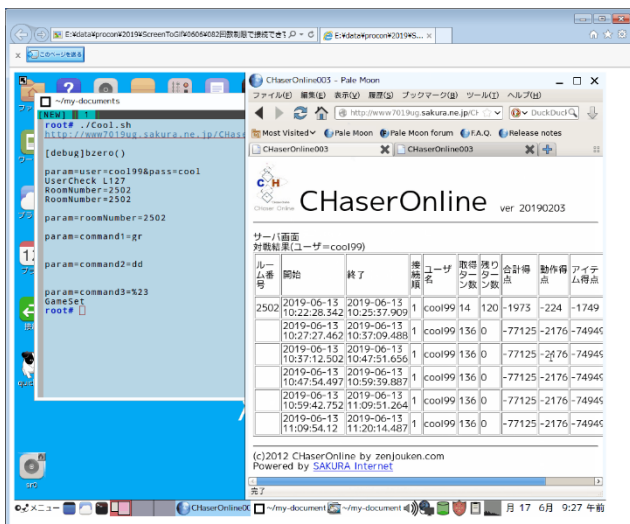 E:¥data¥procon¥2019¥ScreenToGif¥0606¥082回数制限で接続でき
E:¥data¥procon¥2019¥S...
このページを送る
~/my-documents
[NEW] 1
root# ./Cool.sh
http://www7019ug.sakura.ne.jp/CHase
[debug]bzero()
param=user=cool99&pass=cool
UserCheck L127
RoomNumber=2502
RoomNumber=2502
param=roomNumber=2502
param=command1=gr
param=command2=dd
param=command3=%23
GameSet
root#
CHaserOnline003 - Pale Moon
ファイル(F) 編集(E) 表示(V) 履歴(S) ブックマーク(B) ツール(T) ヘルプ(H)
http://www7019ug.sakura.ne.jp/CH
DuckDuckG
Most Visited Pale Moon Pale Moon forum F.A.Q. Release notes
CHaserOnline003 CHaserOnline003
CHaserOnline ver 20190203
サーバ画面
対戦結果(ユーザ=cool99)
ルーム番号 開始 終了 接続順 ユーザ名 取得ターン数 残りターン数 合計得点 動作得点 アイテム得点
2502 2019-06-13 10:22:28.342 2019-06-13 10:25:37.909 1 cool99 14 120 -1973 -224 -1749
2019-06-13 10:27:27.462 2019-06-13 10:37:09.488 1 cool99 136 0 -77125 -2176 -74949
2019-06-13 10:37:12.502 2019-06-13 10:47:51.656 1 cool99 136 0 -77125 -2176 -74949
2019-06-13 10:47:54.497 2019-06-13 10:59:39.887 1 cool99 136 0 -77125 -2176 -74949
2019-06-13 10:59:42.752 2019-06-13 11:09:51.264 1 cool99 136 0 -77125 -2176 -74949
2019-06-13 11:09:54.12 2019-06-13 11:20:14.487 1 cool99 136 0 -77125 -2176 -74949
(c)2012 CHaserOnline by zenjouken.com
Powered by SAKURA Internet
完了
メニュー CHaserOnline0 ~/my-document ~/my-document 月 17 6月 9:27 午前